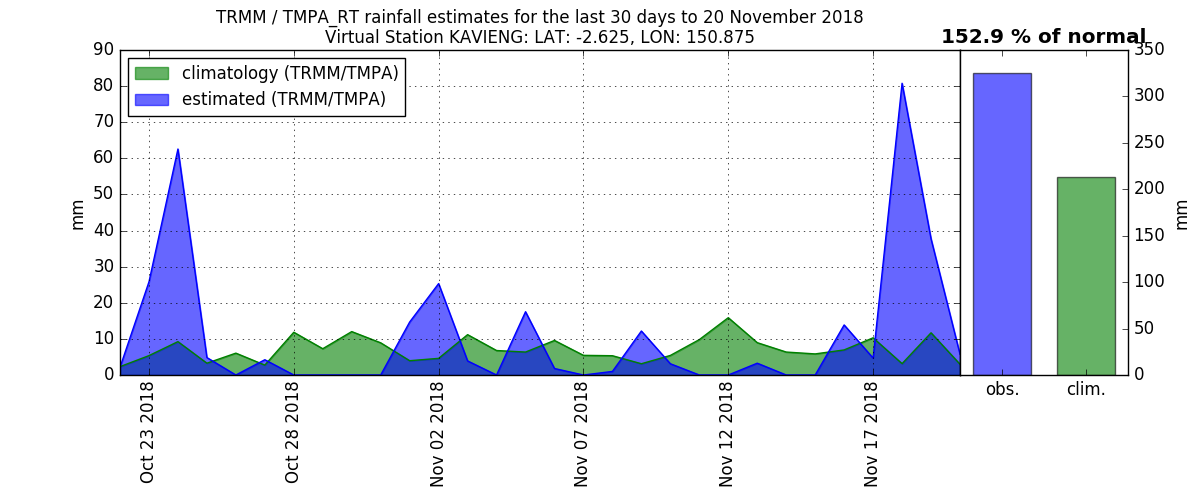 TRMM / TMPA_RT rainfall estimates for the last 30 days to 20 November 2018
Virtual Station KAVIENG: LAT: -2.625, LON: 150.875
152.9 % of normal
climatology (TRMM/TMPA)
estimated (TRMM/TMPA)
mm
90
80
70
60
50
40
30
20
10
0
Oct 23 2018
Oct 28 2018
Nov 02 2018
Nov 07 2018
Nov 12 2018
Nov 17 2018
obs.
clim.
350
300
250
200
150
100
50
0
mm